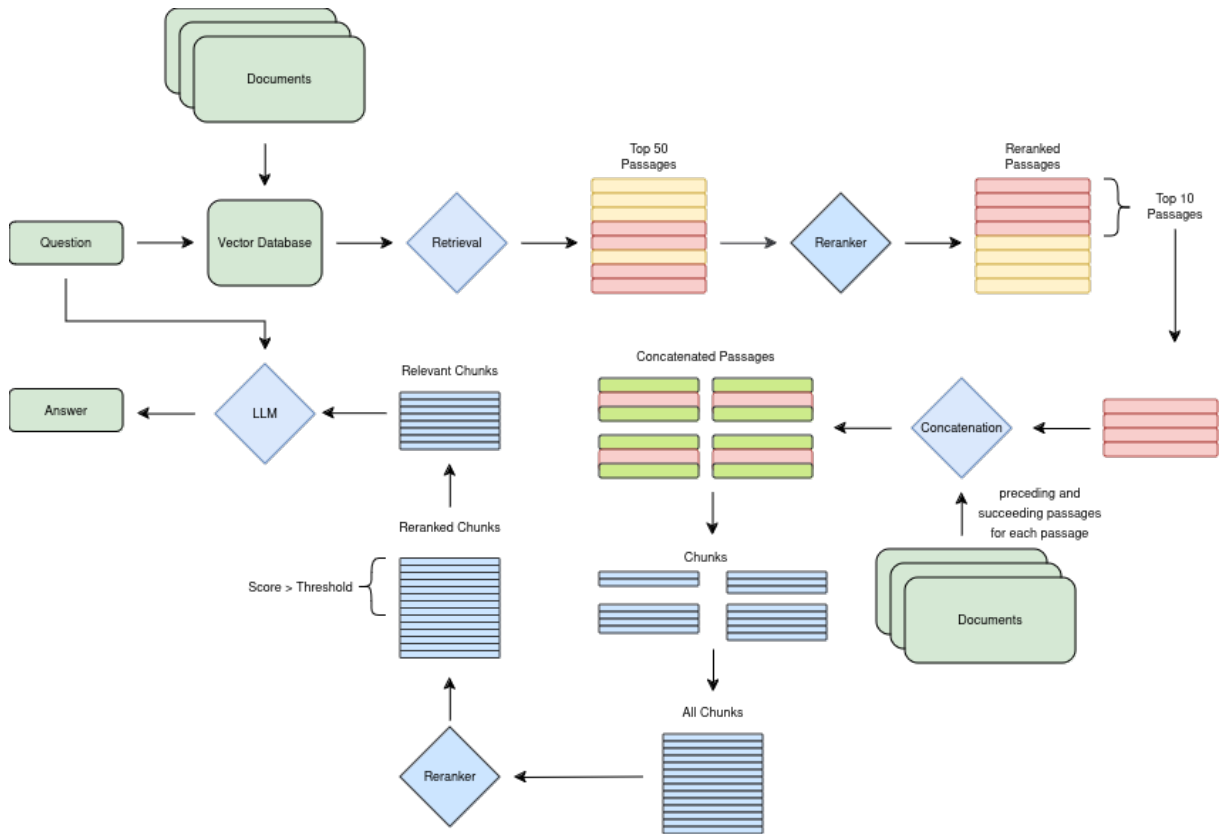 Documents
Top 50
Passages
Reranked
Passages
Top 10
Passages
Question
Vector Database
Retrieval
Reranker
Concatenated Passages
Relevant Chunks
Answer
LLM
Concatenation
preceding and
succeeding passages
for each passage
Reranked Chunks
Chunks
Score > Threshold
Documents
All Chunks
Reranker